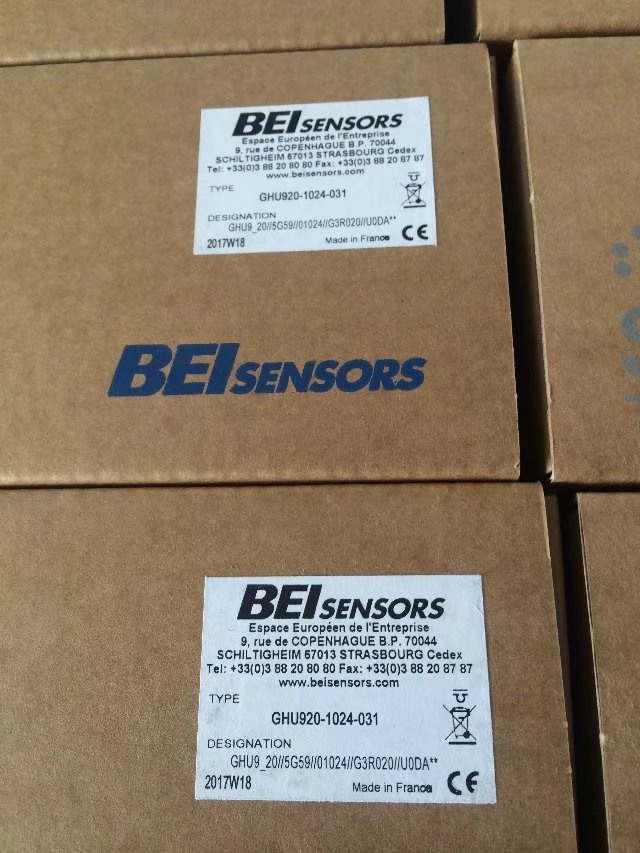 BEI SENSORS
Espace Européen de l'Entreprise
9, rue de COPENHAGUE B.P. 70044
SCHILTIGHEIM 67013 STRASBOURG Cedex
Tel: +33(0)3 88 20 80 80 Fax: +33(0)3 88 20 87 87
www.beisensors.com
TYPE
GHU920-1024-031
DESIGNATION
GHU9_20//5G59//01024//G3R020//U0DA**
2017W18 Made in France CE
BEI SENSORS
BEI SENSORS
Espace Européen de l'Entreprise
9, rue de COPENHAGUE B.P. 70044
SCHILTIGHEIM 67013 STRASBOURG Cedex
Tel: +33(0)3 88 20 80 80 Fax: +33(0)3 88 20 87 87
www.beisensors.com
TYPE
GHU920-1024-031
DESIGNATION
GHU9_20//5G59//01024//G3R020//U0DA**
2017W18 Made in France CE